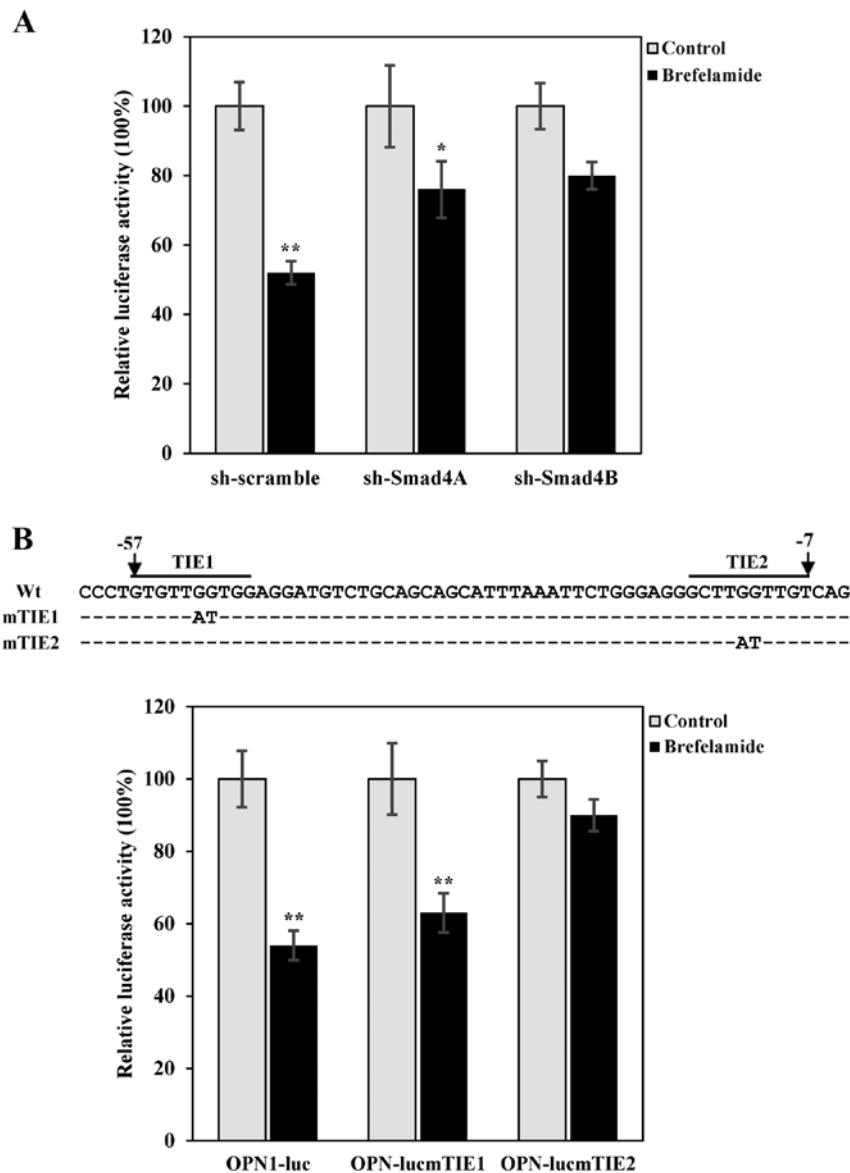 A
Relative luciferase activity (100%)
120
100
80
60
40
20
0
**
*
Control
Brefelamide
sh-scramble sh-Smad4A sh-Smad4B
B
-57 TIE1 TIE2 -7
Wt CCCTGTGTTGGTGGAGGATGTCTGCAGCAGCATTTAAATTCTGGGAGGGCTTGGTTGTCAG
mTIE1 ---------AT-----------------------------------------------
mTIE2 ----------------------------------------------------AT-------
Relative luciferase activity (100%)
120
100
80
60
40
20
0
**
**
Control
Brefelamide
OPN1-luc OPN-lucmTIE1 OPN-lucmTIE2